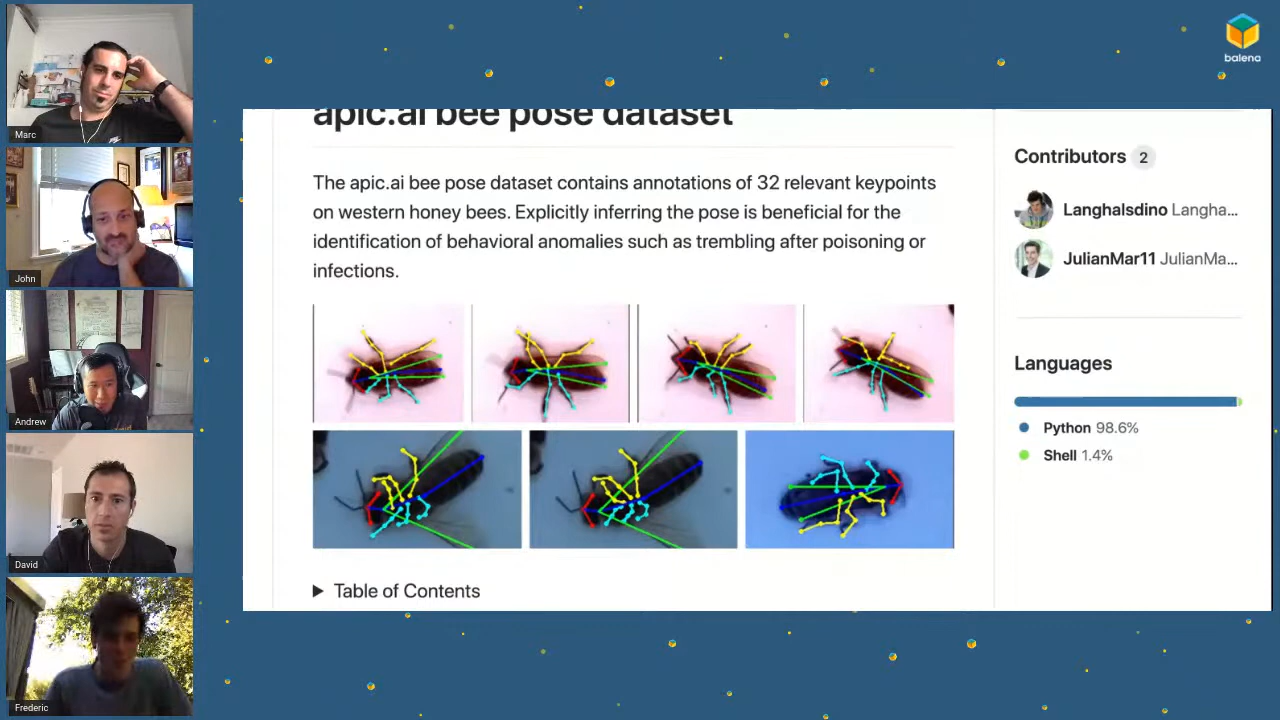 Marc
John
Andrew
David
Frederic
balena
apic.ai bee pose dataset
The apic.ai bee pose dataset contains annotations of 32 relevant keypoints
on western honey bees. Explicitly inferring the pose is beneficial for the
identification of behavioral anomalies such as trembling after poisoning or
infections.
Table of Contents
Contributors 2
Langhalsdino Langha...
JulianMar11 JulianMa...
Languages
Python 98.6%
Shell 1.4%